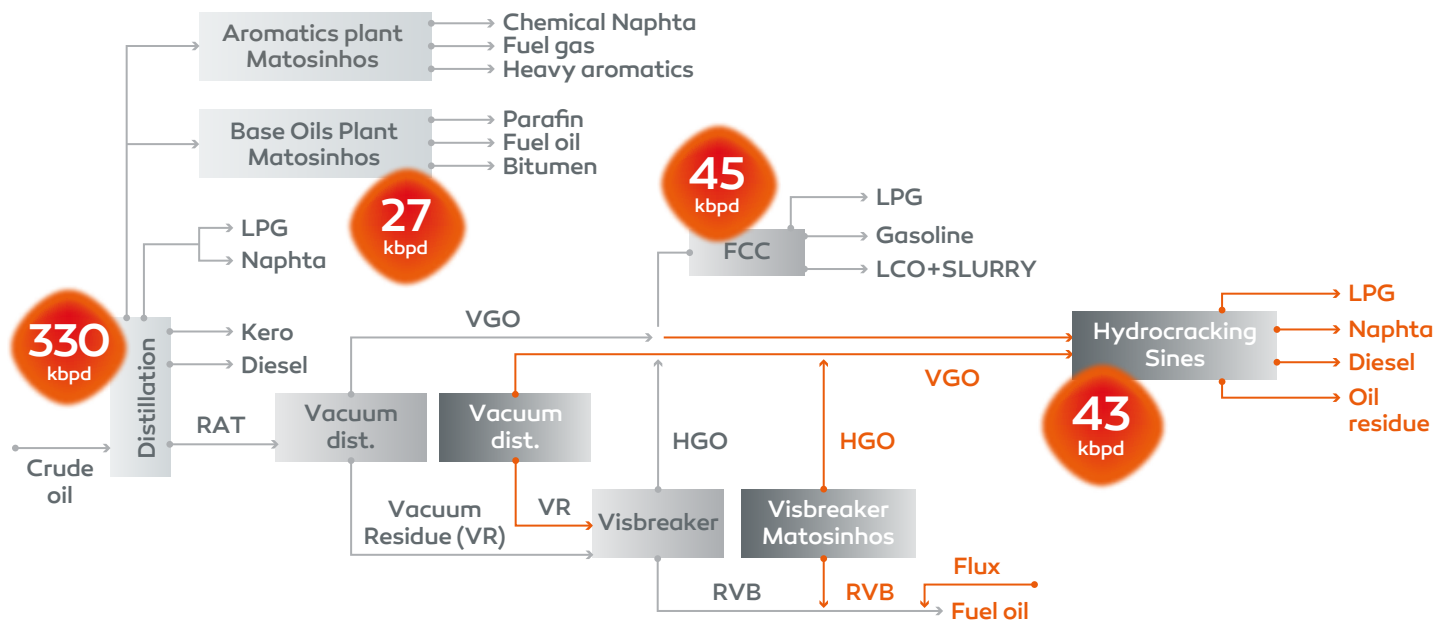 Aromatics plant
Matosinhos
Chemical Naphta
Fuel gas
Heavy aromatics
Base Oils Plant
Matosinhos
Parafin
Fuel oil
Bitumen
27
kbpd
45
kbpd
FCC
LPG
Gasoline
LCO+SLURRY
LPG
Naphta
330
kbpd
Distillation
Kero
Diesel
RAT
Crude
oil
VGO
VGO
Hydrocracking
Sines
43
kbpd
LPG
Naphta
Diesel
Oil
residue
Vacuum
dist.
Vacuum
dist.
HGO
HGO
Vacuum
Residue (VR)
VR
Visbreaker
Visbreaker
Matosinhos
RVB
RVB
Flux
Fuel oil